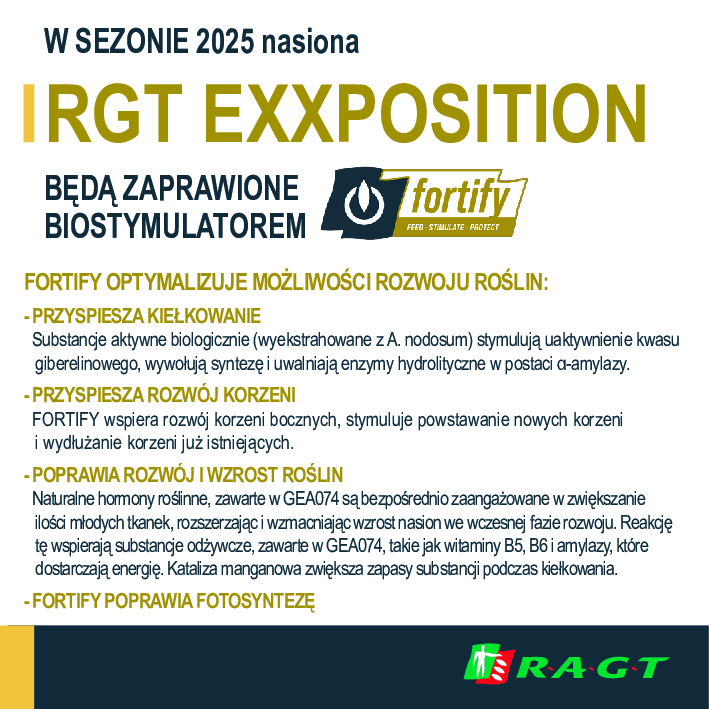 W SEZONIE 2025 nasiona
RGT EXXPOSITION
BĘDĄ ZAPRAWIONE
BIOSTYMULATOREM
fortify
FEED · STIMULATE · PROTECT
FORTIFY OPTYMALIZUJE MOŻLIWOŚCI ROZWOJU ROŚLIN:
- PRZYSPIESZA KIEŁKOWANIE
Substancje aktywne biologicznie (wyekstrahowane z A. nodosum) stymulują uaktywnienie kwasu
giberelinowego, wywołują syntezę i uwalniają enzymy hydrolityczne w postaci α-amylazy.
- PRZYSPIESZA ROZWÓJ KORZENI
FORTIFY wspiera rozwój korzeni bocznych, stymuluje powstawanie nowych korzeni
i wydłużanie korzeni już istniejących.
- POPRAWIA ROZWÓJ I WZROST ROŚLIN
Naturalne hormony roślinne, zawarte w GEA074 są bezpośrednio zaangażowane w zwiększanie
ilości młodych tkanek, rozszerzając i wzmacniając wzrost nasion we wczesnej fazie rozwoju. Reakcję
tę wspierają substancje odżywcze, zawarte w GEA074, takie jak witaminy B5, B6 i amylazy, które
dostarczają energię. Kataliza manganowa zwiększa zapasy substancji podczas kiełkowania.
- FORTIFY POPRAWIA FOTOSYNTEZĘ
R·A·G·T